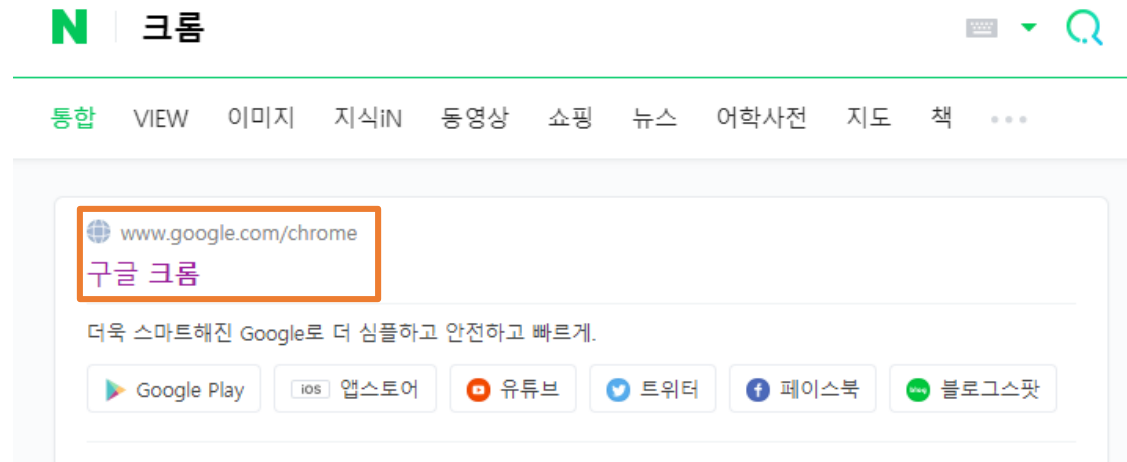 N 크롬
통합 VIEW 이미지 지식iN 동영상 쇼핑 뉴스 어학사전 지도 책
www.google.com/chrome
구글 크롬
더욱 스마트해진 Google로 더 심플하고 안전하고 빠르게.
Google Play iOS 앱스토어 유튜브 트위터 페이스북 블로그스팟